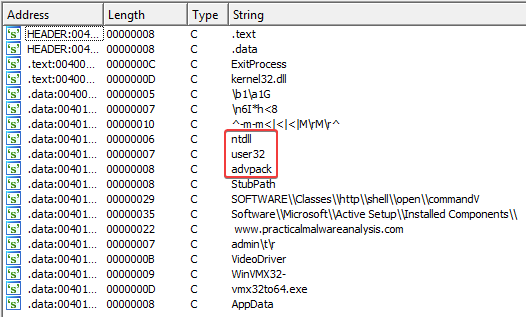 Address Length Type String
HEADER:004... 00000008 C .text
HEADER:004... 00000008 C .data
.text:00400... 0000000C C ExitProcess
.text:00400... 0000000D C kernel32.dll
.data:00401... 00000008 C \b1\a1G
.data:00401... 00000007 C \n6I*h<8
.data:00401... 00000010 C ^-m-m<|<|<|M\rM\r^
.data:00401... 00000006 C ntdll
.data:00401... 00000007 C user32
.data:00401... 00000008 C advpack
.data:00401... 00000008 C StubPath
.data:00401... 00000029 C SOFTWARE\\Classes\\http\\shell\\open\\commandV
.data:00401... 00000035 C Software\\Microsoft\\Active Setup\\Installed Components\\
.data:00401... 00000022 C www.practicalmalwareanalysis.com
.data:00401... 00000007 C admin\t\r
.data:00401... 0000000B C VideoDriver
.data:00401... 00000009 C WinVMX32-
.data:00401... 0000000D C vmx32to64.exe
.data:00401... 00000008 C AppData